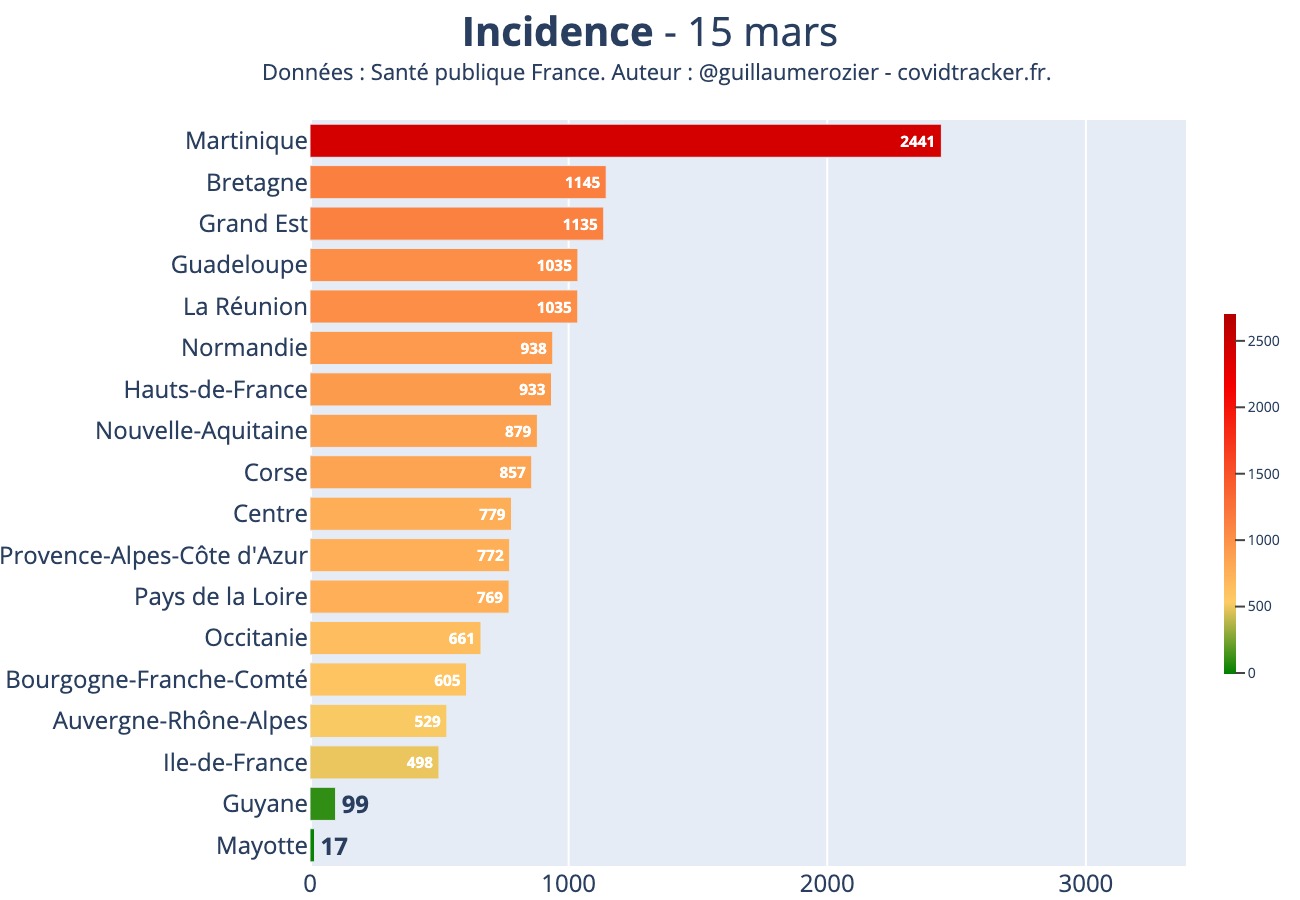 Incidence - 15 mars
Données : Santé publique France. Auteur : @guillaumerozier - covidtracker.fr.
Martinique 2441
Bretagne 1145
Grand Est 1135
Guadeloupe 1035
La Réunion 1035
Normandie 938
Hauts-de-France 933
Nouvelle-Aquitaine 879
Corse 857
Centre 779
Provence-Alpes-Côte d'Azur 772
Pays de la Loire 769
Occitanie 661
Bourgogne-Franche-Comté 605
Auvergne-Rhône-Alpes 529
Ile-de-France 498
Guyane 99
Mayotte 17
0 1000 2000 3000
2500
2000
1500
1000
500
0